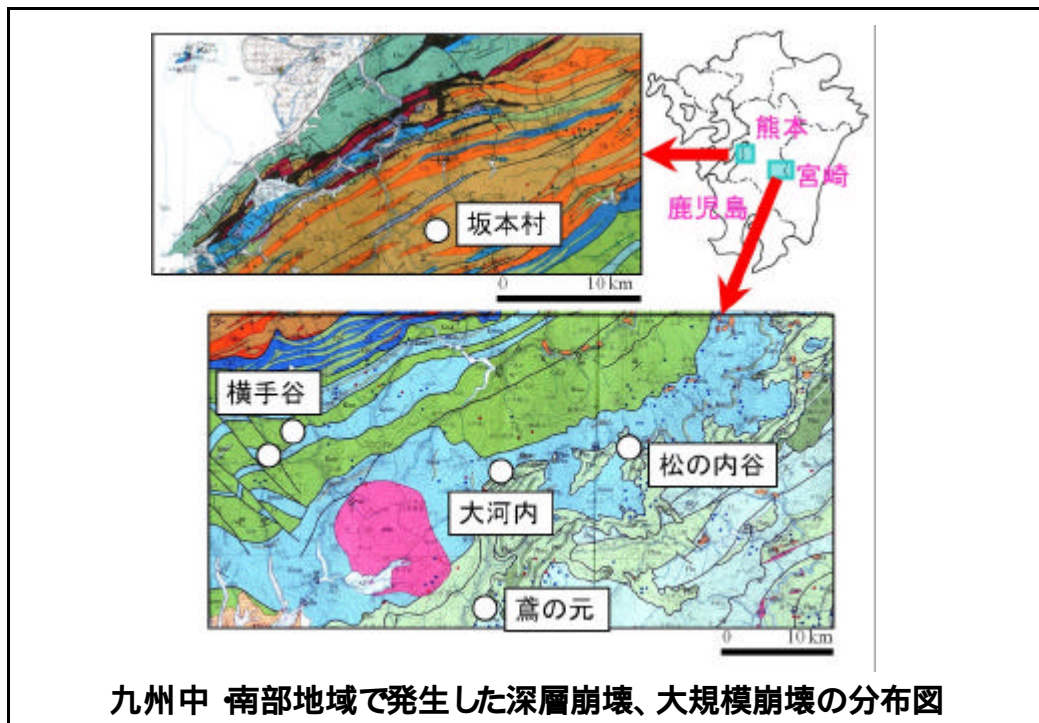 熊本
宮崎
鹿児島
坂本村
0 10 km
横手谷
松の内谷
大河内
鳶の元
0 10 km
九州中・南部地域で発生した深層崩壊、大規模崩壊の分布図